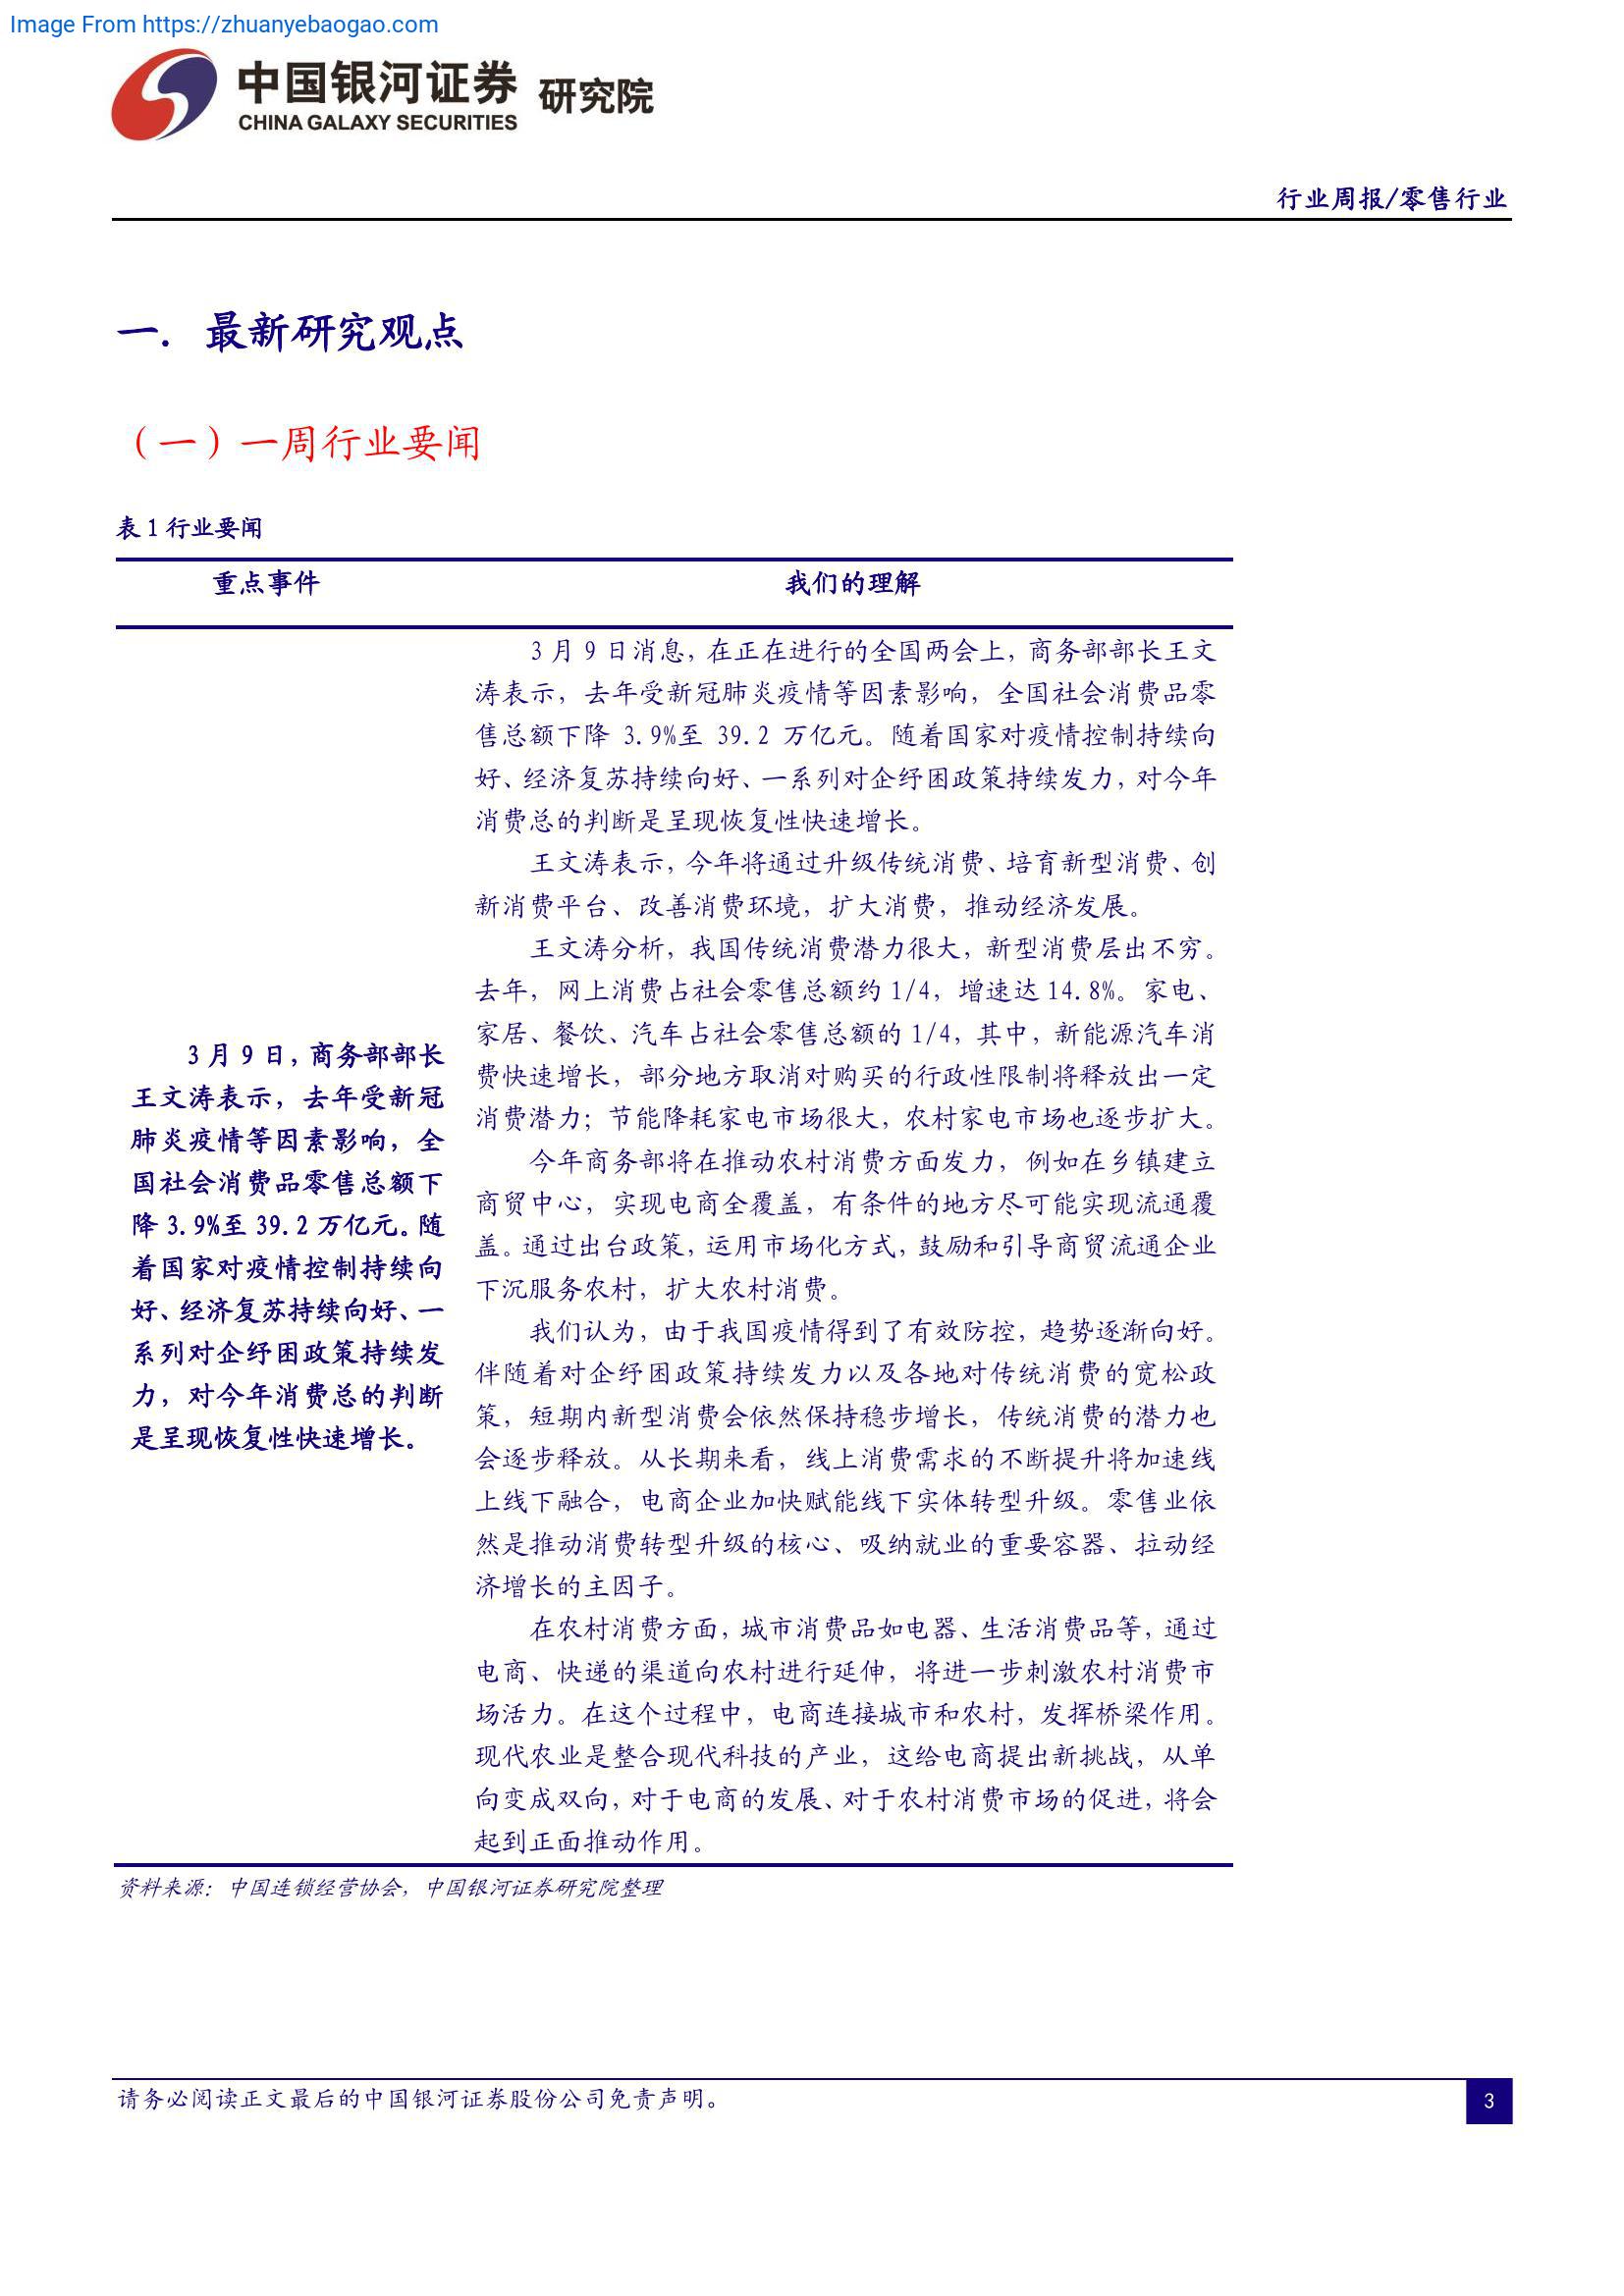 Image From https://zhuanyebaogao.com
中国银河证券 研究院
CHINA GALAXY SECURITIES
行业周报/零售行业
一. 最新研究观点
（一）一周行业要闻
表 1 行业要闻
重点事件
我们的理解
3 月 9 日，商务部部长
王文涛表示，去年受新冠
肺炎疫情等因素影响，全
国社会消费品零售总额下
降 3.9%至 39.2 万亿元。随
着国家对疫情控制持续向
好、经济复苏持续向好、一
系列对企纾困政策持续发
力，对今年消费总的判断
是呈现恢复性快速增长。
3 月 9 日消息，在正在进行的全国两会上，商务部部长王文
涛表示，去年受新冠肺炎疫情等因素影响，全国社会消费品零
售总额下降 3.9%至 39.2 万亿元。随着国家对疫情控制持续向
好、经济复苏持续向好、一系列对企纾困政策持续发力，对今年
消费总的判断是呈现恢复性快速增长。
王文涛表示，今年将通过升级传统消费、培育新型消费、创
新消费平台、改善消费环境，扩大消费，推动经济发展。
王文涛分析，我国传统消费潜力很大，新型消费层出不穷。
去年，网上消费占社会零售总额约 1/4，增速达 14.8%。家电、
家居、餐饮、汽车占社会零售总额的 1/4，其中，新能源汽车消
费快速增长，部分地方取消对购买的行政性限制将释放出一定
消费潜力；节能降耗家电市场很大，农村家电市场也逐步扩大。
今年商务部将在推动农村消费方面发力，例如在乡镇建立
商贸中心，实现电商全覆盖，有条件的地方尽可能实现流通覆
盖。通过出台政策，运用市场化方式，鼓励和引导商贸流通企业
下沉服务农村，扩大农村消费。
我们认为，由于我国疫情得到了有效防控，趋势逐渐向好。
伴随着对企纾困政策持续发力以及各地对传统消费的宽松政
策，短期内新型消费会依然保持稳步增长，传统消费的潜力也
会逐步释放。从长期来看，线上消费需求的不断提升将加速线
上线下融合，电商企业加快赋能线下实体转型升级。零售业依
然是推动消费转型升级的核心、吸纳就业的重要容器、拉动经
济增长的主因子。
在农村消费方面，城市消费品如电器、生活消费品等，通过
电商、快递的渠道向农村进行延伸，将进一步刺激农村消费市
场活力。在这个过程中，电商连接城市和农村，发挥桥梁作用。
现代农业是整合现代科技的产业，这给电商提出新挑战，从单
向变成双向，对于电商的发展、对于农村消费市场的促进，将会
起到正面推动作用。
资料来源：中国连锁经营协会，中国银河证券研究院整理
请务必阅读正文最后的中国银河证券股份公司免责声明。
3